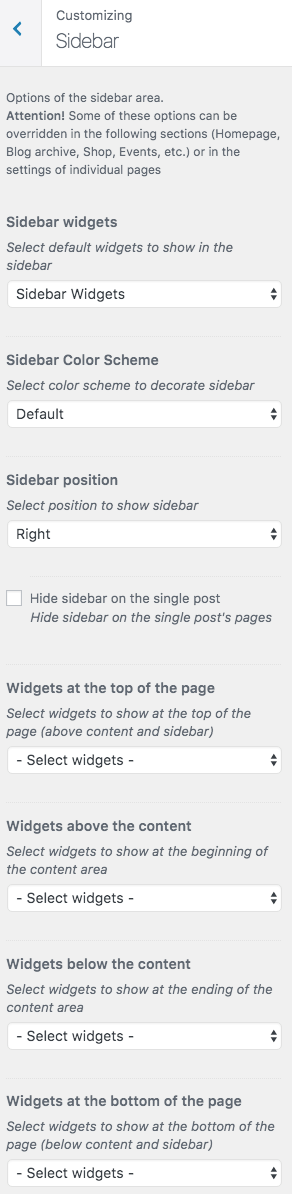 Customizing
Sidebar
Options of the sidebar area.
Attention! Some of these options can be
overridden in the following sections (Homepage,
Blog archive, Shop, Events, etc.) or in the
settings of individual pages
Sidebar widgets
Select default widgets to show in the
sidebar
Sidebar Widgets
Sidebar Color Scheme
Select color scheme to decorate sidebar
Default
Sidebar position
Select position to show sidebar
Right
Hide sidebar on the single post
Hide sidebar on the single post's pages
Widgets at the top of the page
Select widgets to show at the top of the
page (above content and sidebar)
- Select widgets -
Widgets above the content
Select widgets to show at the beginning of
the content area
- Select widgets -
Widgets below the content
Select widgets to show at the ending of the
content area
- Select widgets -
Widgets at the bottom of the page
Select widgets to show at the bottom of the
page (below content and sidebar)
- Select widgets -